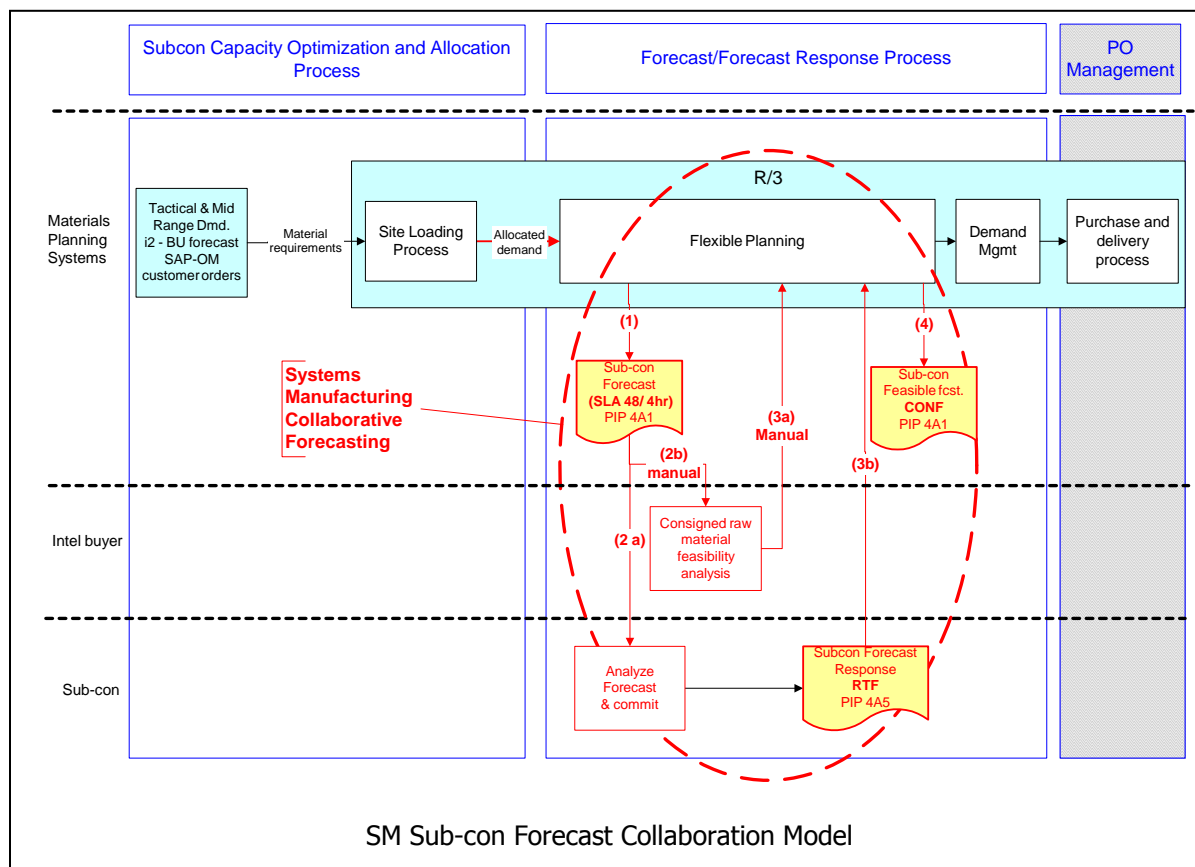 Subcon Capacity Optimization and Allocation
Process
Forecast/Forecast Response Process
PO
Management
Materials
Planning
Systems
Tactical & Mid
Range Dmd.
i2 - BU forecast
SAP-OM
customer orders
Material
requirements
R/3
Site Loading
Process
Allocated
demand
Flexible Planning
Demand
Mgmt
Purchase and
delivery
process
(1)
(4)
Systems
Manufacturing
Collaborative
Forecasting
Sub-con
Forecast
(SLA 48/ 4hr)
PIP 4A1
(3a)
Manual
Sub-con
Feasible fcst.
CONF
PIP 4A1
(2b)
manual
(3b)
Intel buyer
(2 a)
Consigned raw
material
feasibility
analysis
Sub-con
Analyze
Forecast
& commit
Subcon Forecast
Response
RTF
PIP 4A5
SM Sub-con Forecast Collaboration Model